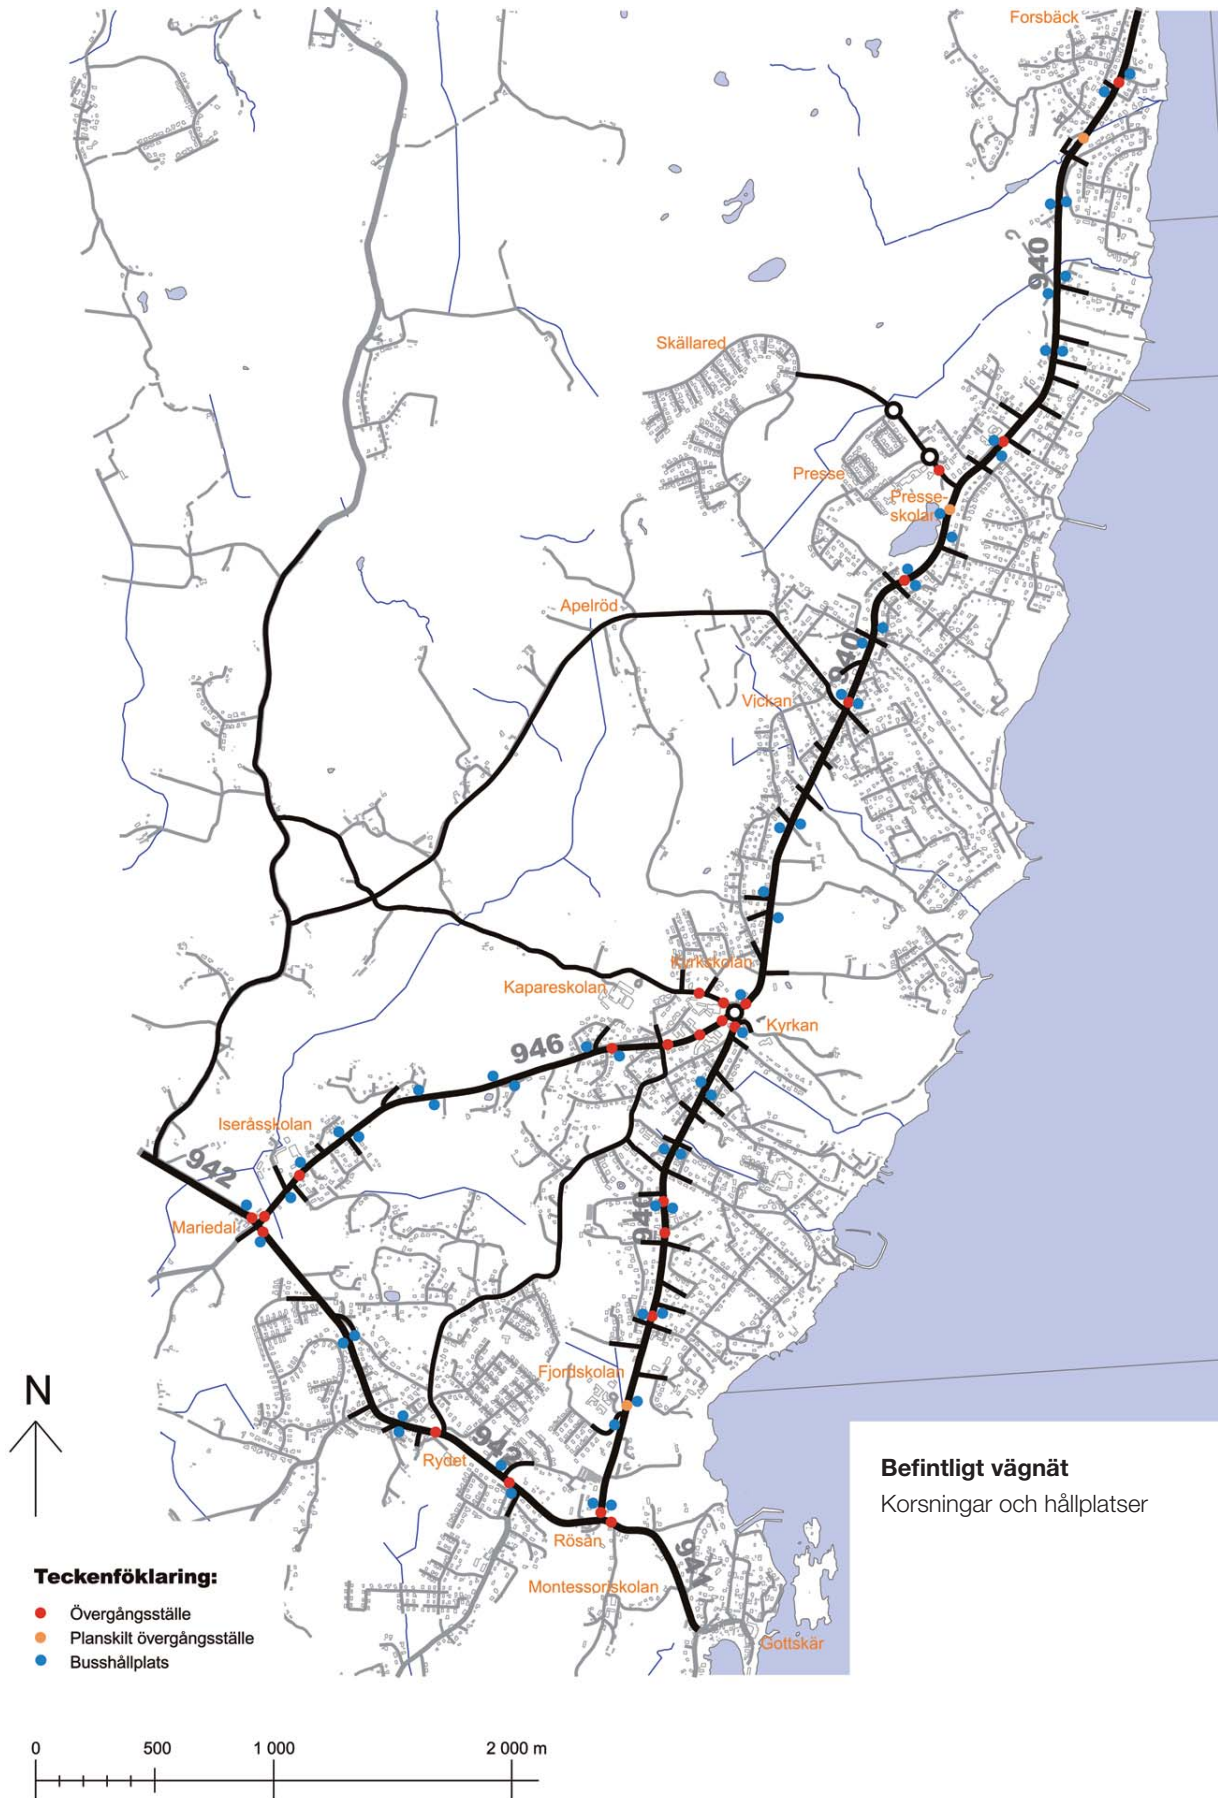 Forsbäck
940
Skällared
Presse
Presse-
skolan
Apelröd
940
Vickan
Kyrkskolan
Kapareskolan
Kyrkan
946
Iseråsskolan
942
Mariedal
940
Fjordskolan
N
942
Rydet
Befintligt vägnät
Korsningar och hållplatser
Rösan
944
Montessoriskolan
Gottskär
Teckenföklaring:
Övergångsställe
Planskilt övergångsställe
Busshållplats
0 500 1 000 2 000 m